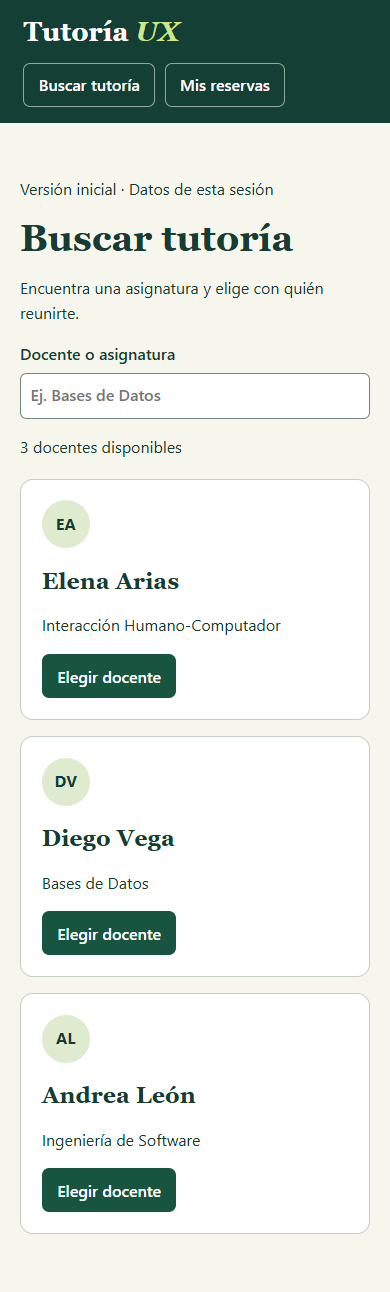 Tutoría UX
Buscar tutoría
Mis reservas
Versión inicial · Datos de esta sesión
Buscar tutoría
Encuentra una asignatura y elige con quién
reunirte.
Docente o asignatura
Ej. Bases de Datos
3 docentes disponibles
EA
Elena Arias
Interacción Humano-Computador
Elegir docente
DV
Diego Vega
Bases de Datos
Elegir docente
AL
Andrea León
Ingeniería de Software
Elegir docente